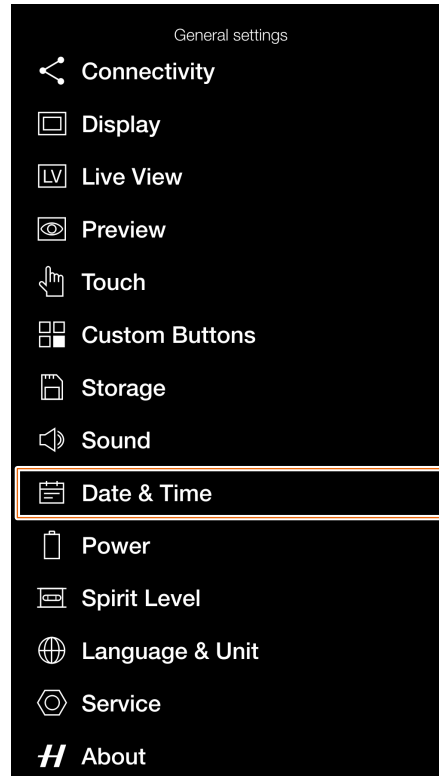 General settings
Connectivity
Display
LV Live View
Preview
Touch
Custom Buttons
Storage
Sound
Date & Time
Power
Spirit Level
Language & Unit
Service
H About